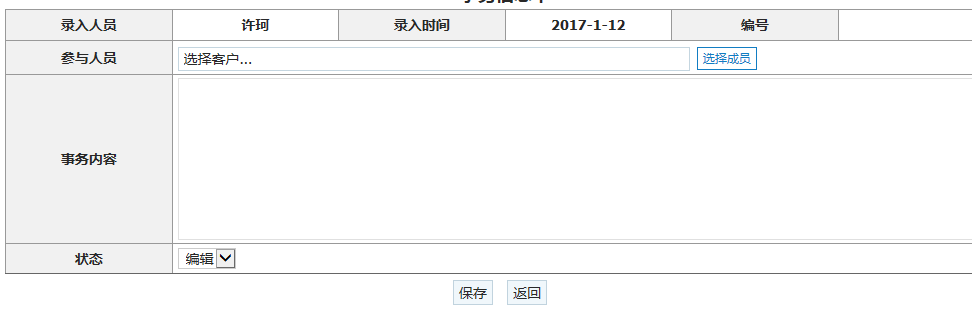 录入人员 许珂 录入时间 2017-1-12 编号
参与人员 选择客户... 选择成员
事务内容
状态 编辑
保存 返回